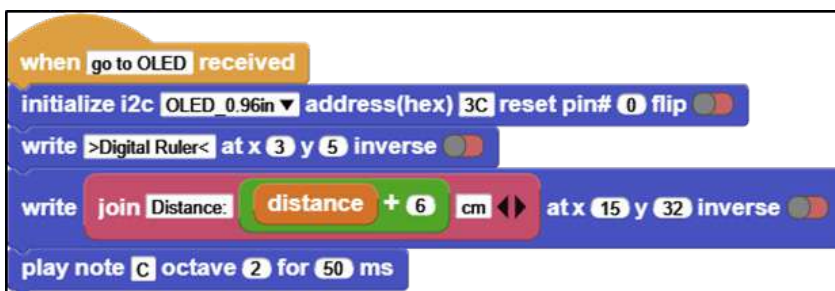 when go to OLED received
initialize i2c OLED_0.96in address(hex) 3C reset pin# 0 flip
write >Digital Ruler< at x 3 y 5 inverse
write join Distance: distance + 6 cm at x 15 y 32 inverse
play note C octave 2 for 50 ms